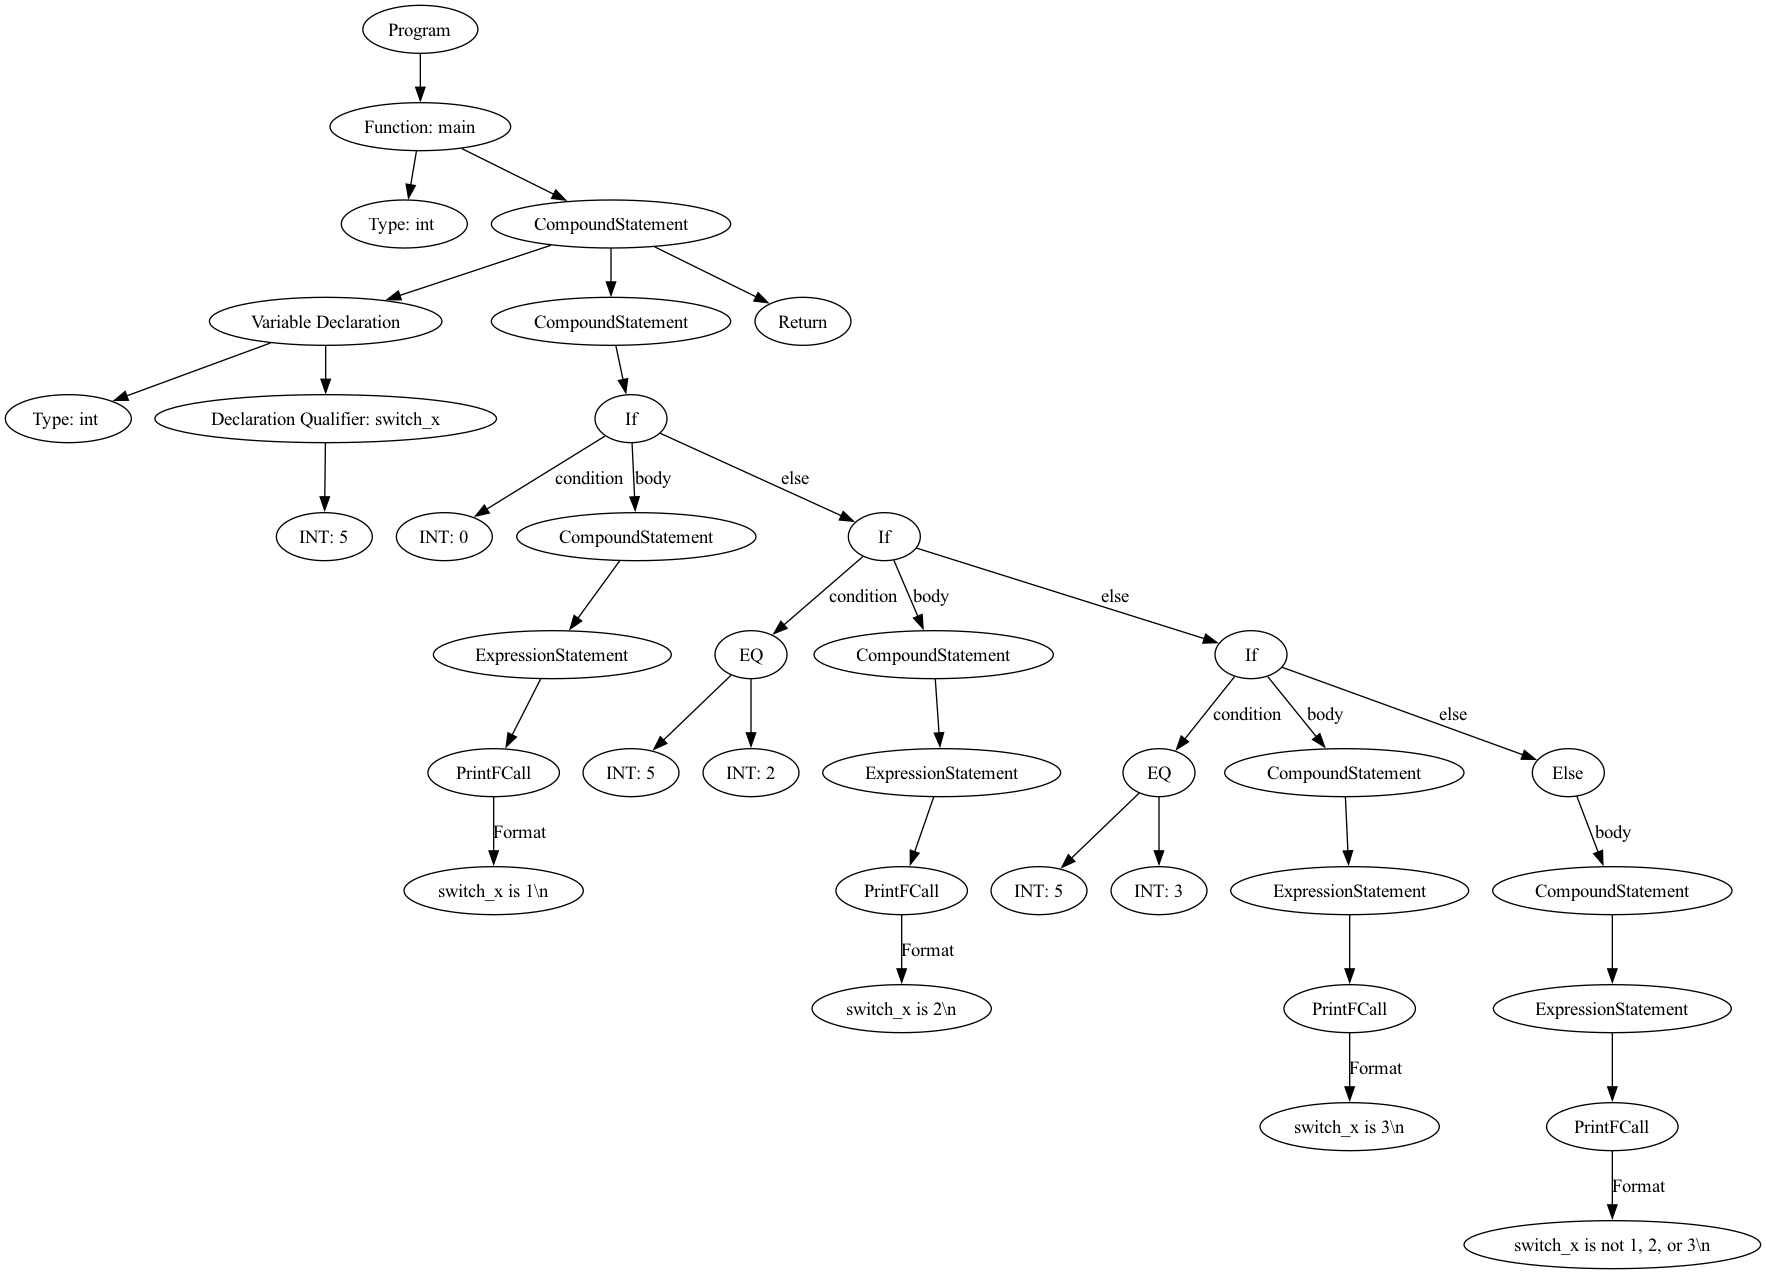 Program
Function: main
Type: int
CompoundStatement
Variable Declaration
CompoundStatement
Return
Type: int
Declaration Qualifier: switch_x
If
condition
body
else
INT: 5
INT: 0
CompoundStatement
If
condition
body
else
ExpressionStatement
EQ
CompoundStatement
If
condition
body
else
PrintFCall
INT: 5
INT: 2
ExpressionStatement
EQ
CompoundStatement
Else
Format
body
switch_x is 1\n
PrintFCall
INT: 5
INT: 3
ExpressionStatement
CompoundStatement
Format
switch_x is 2\n
PrintFCall
ExpressionStatement
Format
switch_x is 3\n
PrintFCall
Format
switch_x is not 1, 2, or 3\n